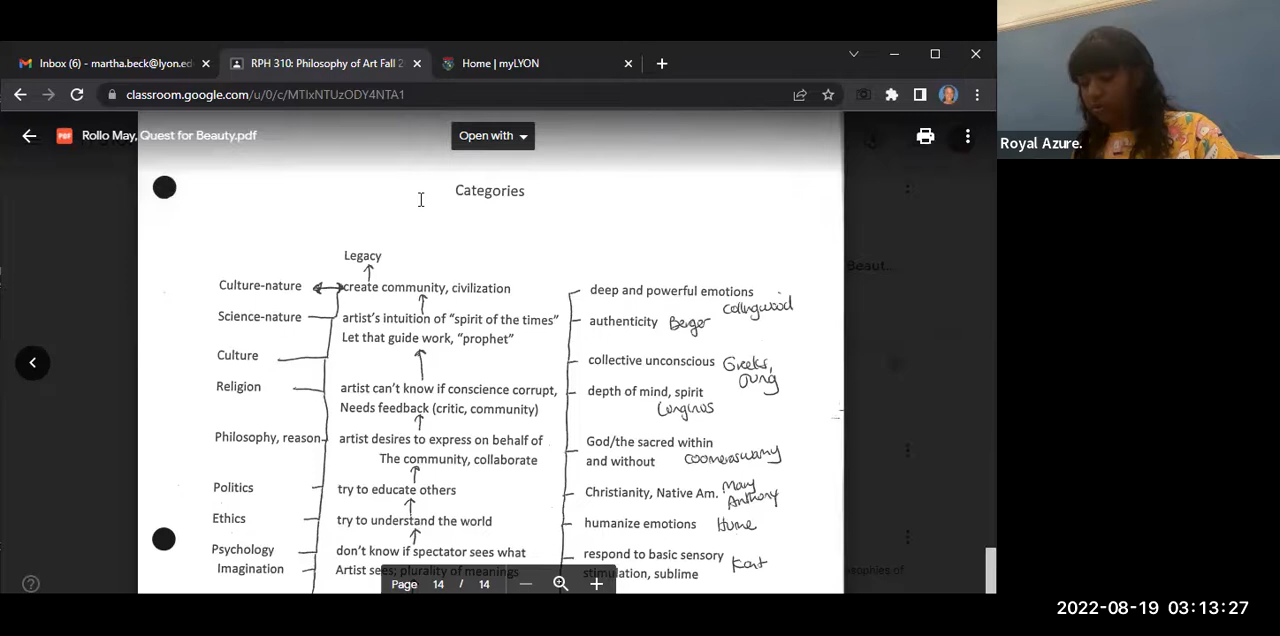 Inbox (6) - martha.beck@lyon.ed
RPH 310: Philosophy of Art Fall 2
Home | myLYON
classroom.google.com/u/0/c/MTIxNTUzODY4NTA1
Rollo May, Quest for Beauty.pdf
Open with
Royal Azure.
Categories
Legacy
Culture-nature
create community, civilization
deep and powerful emotions
Collingwood
Science-nature
artist's intuition of "spirit of the times"
authenticity Berger
Let that guide work, "prophet"
Culture
collective unconscious Greeks,
Jung
Religion
artist can't know if conscience corrupt,
depth of mind, spirit
Needs feedback (critic, community)
Longinos
Philosophy, reason
artist desires to express on behalf of
God/the sacred within
The community, collaborate
and without Coomeraswamy
Politics
try to educate others
Christianity, Native Am. Mary
Anthony
Ethics
try to understand the world
humanize emotions Hume
Psychology
don't know if spectator sees what
respond to basic sensory
Imagination
Artist sees; plurality of meanings
stimulation, sublime Kant
Page 14 / 14
Beaut...
2022-08-19 03:13:27